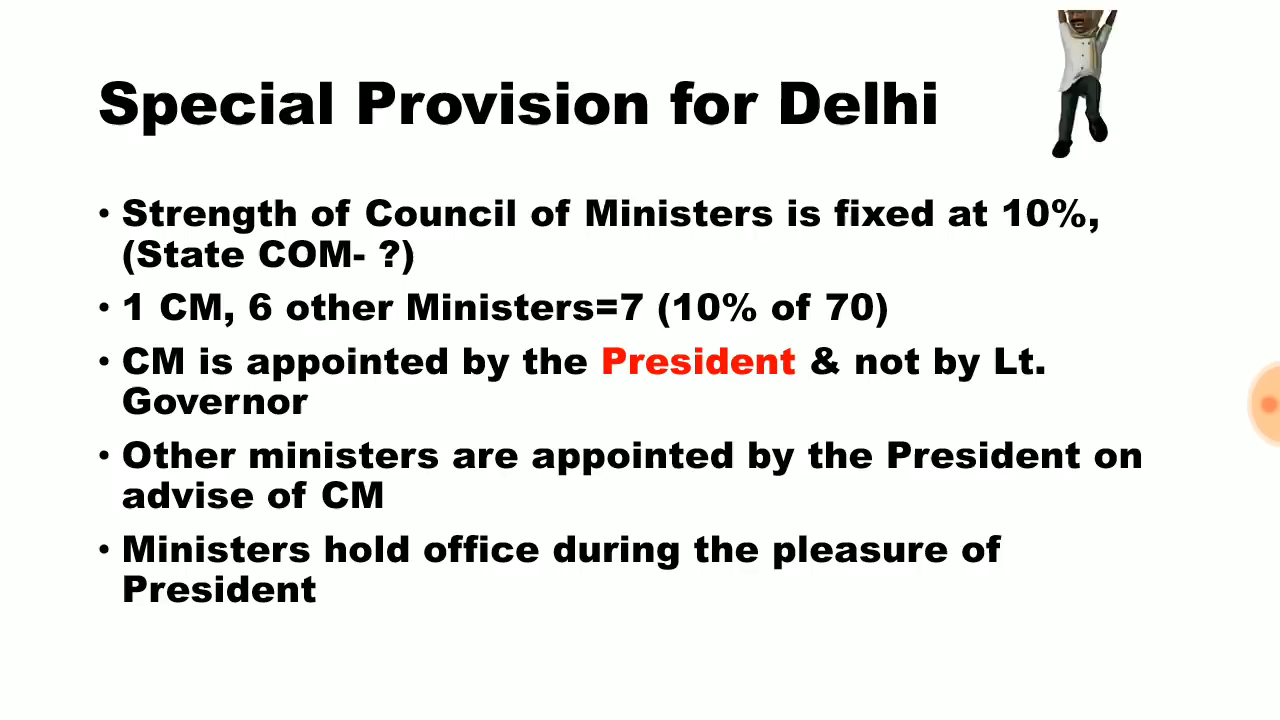 Special Provision for Delhi
• Strength of Council of Ministers is fixed at 10%,
(State COM- ?)
• 1 CM, 6 other Ministers=7 (10% of 70)
• CM is appointed by the President & not by Lt.
Governor
• Other ministers are appointed by the President on
advise of CM
• Ministers hold office during the pleasure of
President